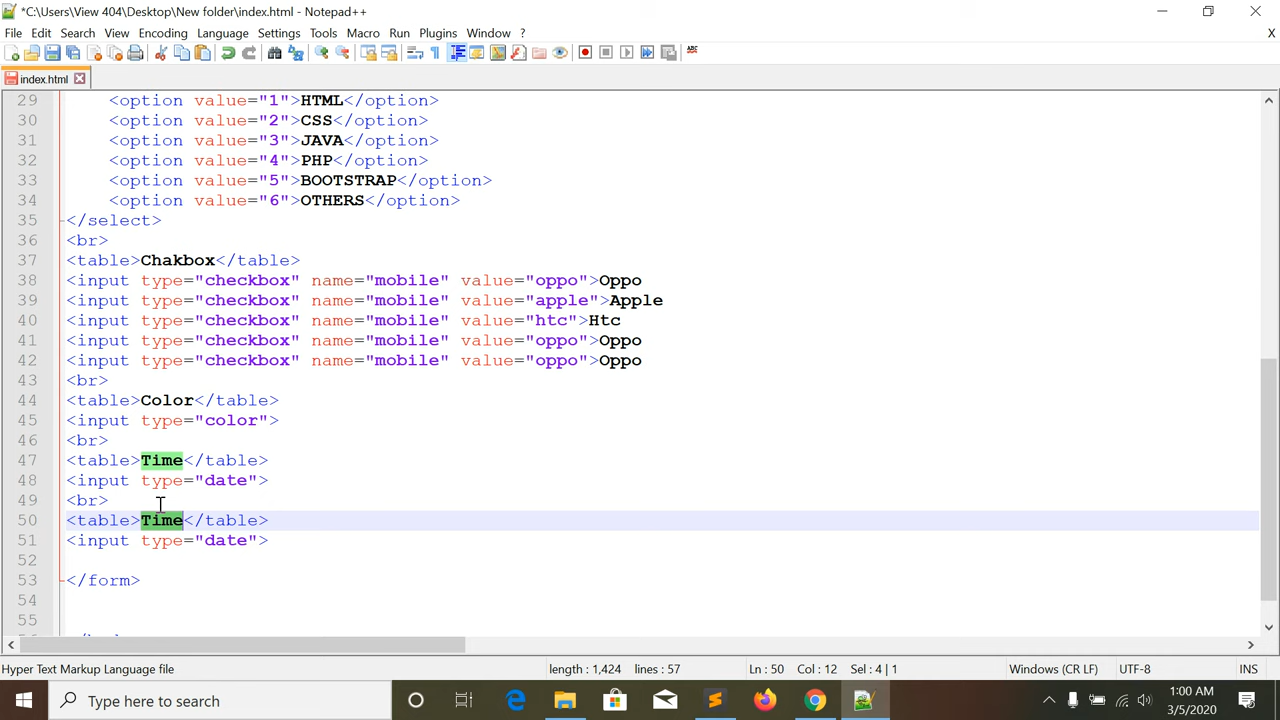 *C:\Users\View 404\Desktop\New folder\index.html - Notepad++
File Edit Search View Encoding Language Settings Tools Macro Run Plugins Window ? X
index.html
29 <option value="1">HTML</option>
30 <option value="2">CSS</option>
31 <option value="3">JAVA</option>
32 <option value="4">PHP</option>
33 <option value="5">BOOTSTRAP</option>
34 <option value="6">OTHERS</option>
35 </select>
36 <br>
37 <table>Chakbox</table>
38 <input type="checkbox" name="mobile" value="oppo">Oppo
39 <input type="checkbox" name="mobile" value="apple">Apple
40 <input type="checkbox" name="mobile" value="htc">Htc
41 <input type="checkbox" name="mobile" value="oppo">Oppo
42 <input type="checkbox" name="mobile" value="oppo">Oppo
43 <br>
44 <table>Color</table>
45 <input type="color">
46 <br>
47 <table>Time</table>
48 <input type="date">
49 <br>
50 <table>Time</table>
51 <input type="date">
52
53 </form>
54
55
Hyper Text Markup Language file length : 1,424 lines : 57 Ln : 50 Col : 12 Sel : 4 | 1 Windows (CR LF) UTF-8 INS
Type here to search
1:00 AM
3/5/2020